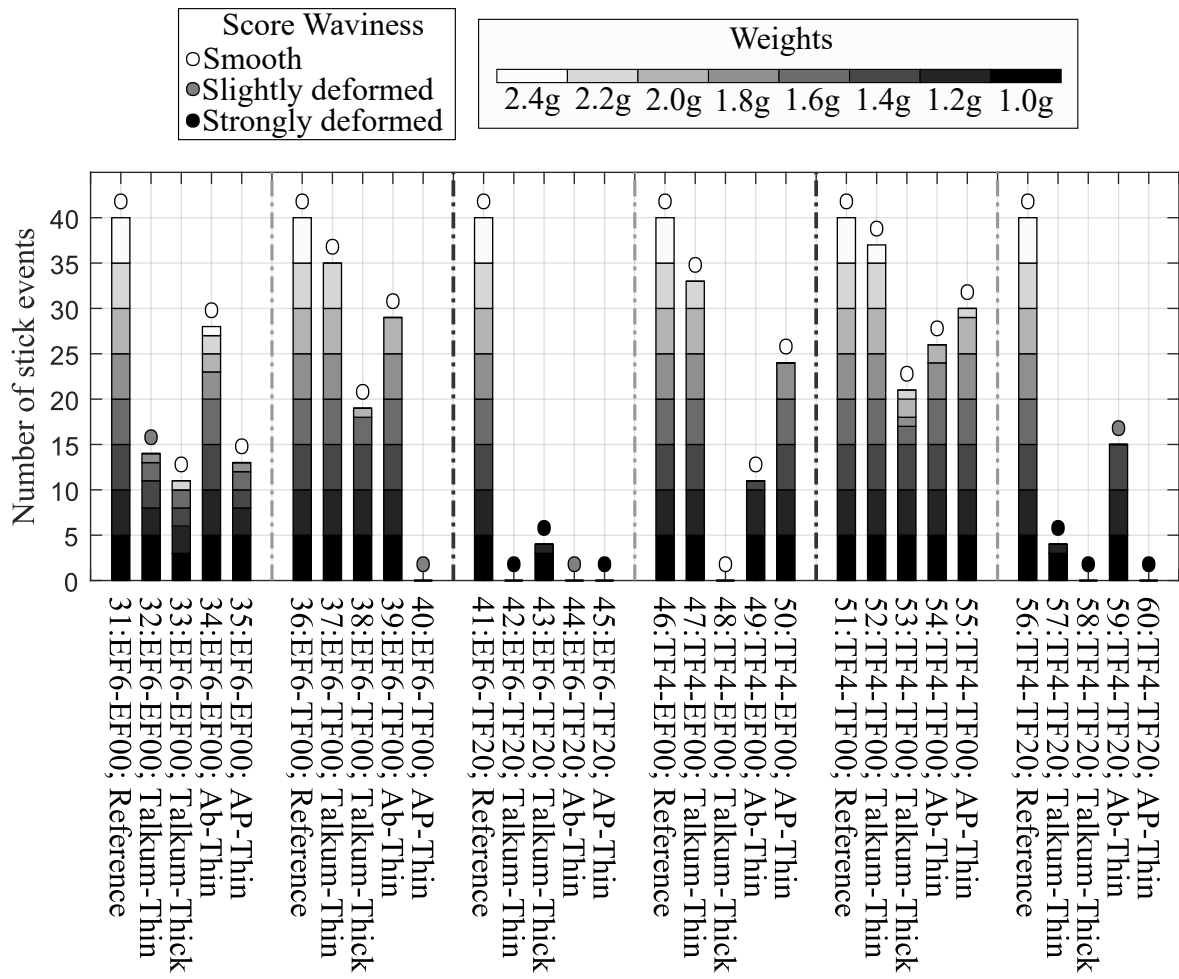 Score Waviness
Smooth
Slightly deformed
Strongly deformed
Weights
2.4g 2.2g 2.0g 1.8g 1.6g 1.4g 1.2g 1.0g
Number of stick events
40
35
30
25
20
15
10
5
0
31:EF6-EF00; Reference
32:EF6-EF00; Talkum-Thin
33:EF6-EF00; Talkum-Thick
34:EF6-EF00; Ab-Thin
35:EF6-EF00; AP-Thin
36:EF6-TF00; Reference
37:EF6-TF00; Talkum-Thin
38:EF6-TF00; Talkum-Thick
39:EF6-TF00; Ab-Thin
40:EF6-TF00; AP-Thin
41:EF6-TF20; Reference
42:EF6-TF20; Talkum-Thin
43:EF6-TF20; Talkum-Thick
44:EF6-TF20; Ab-Thin
45:EF6-TF20; AP-Thin
46:TF4-EF00; Reference
47:TF4-EF00; Talkum-Thin
48:TF4-EF00; Talkum-Thick
49:TF4-EF00; Ab-Thin
50:TF4-EF00; AP-Thin
51:TF4-TF00; Reference
52:TF4-TF00; Talkum-Thin
53:TF4-TF00; Talkum-Thick
54:TF4-TF00; Ab-Thin
55:TF4-TF00; AP-Thin
56:TF4-TF20; Reference
57:TF4-TF20; Talkum-Thin
58:TF4-TF20; Talkum-Thick
59:TF4-TF20; Ab-Thin
60:TF4-TF20; AP-Thin